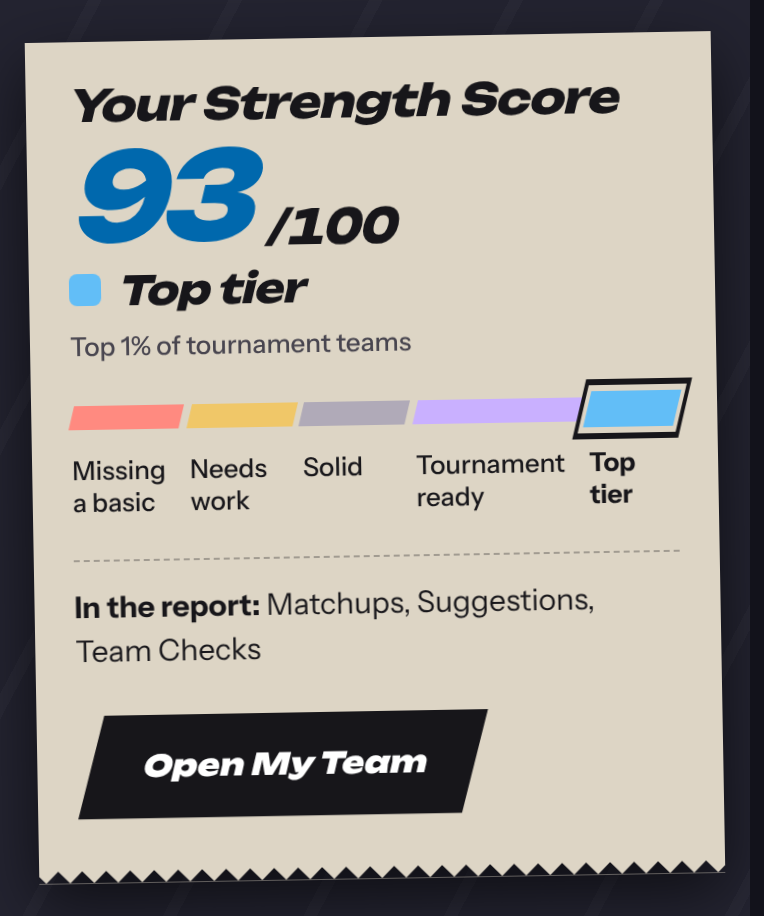 Your Strength Score
93 /100
Top tier
Top 1% of tournament teams
Missing a basic
Needs work
Solid
Tournament ready
Top tier
In the report: Matchups, Suggestions,
Team Checks
Open My Team